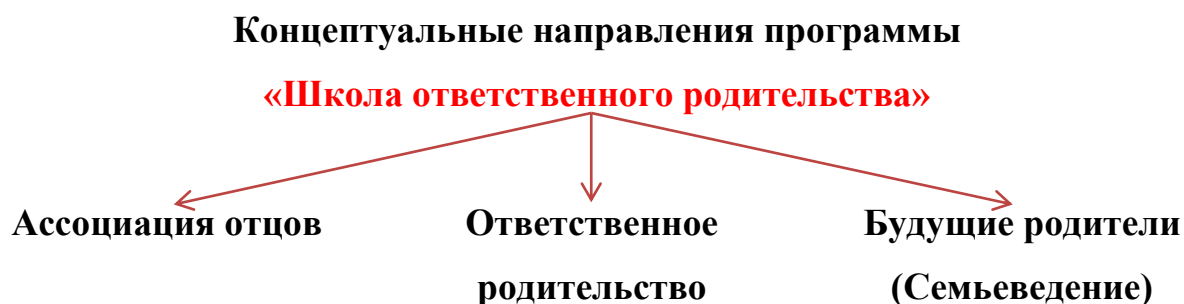 Концептуальные направления программы
«Школа ответственного родительства»
Ассоциация отцов
Ответственное
родительство
Будущие родители
(Семьеведение)